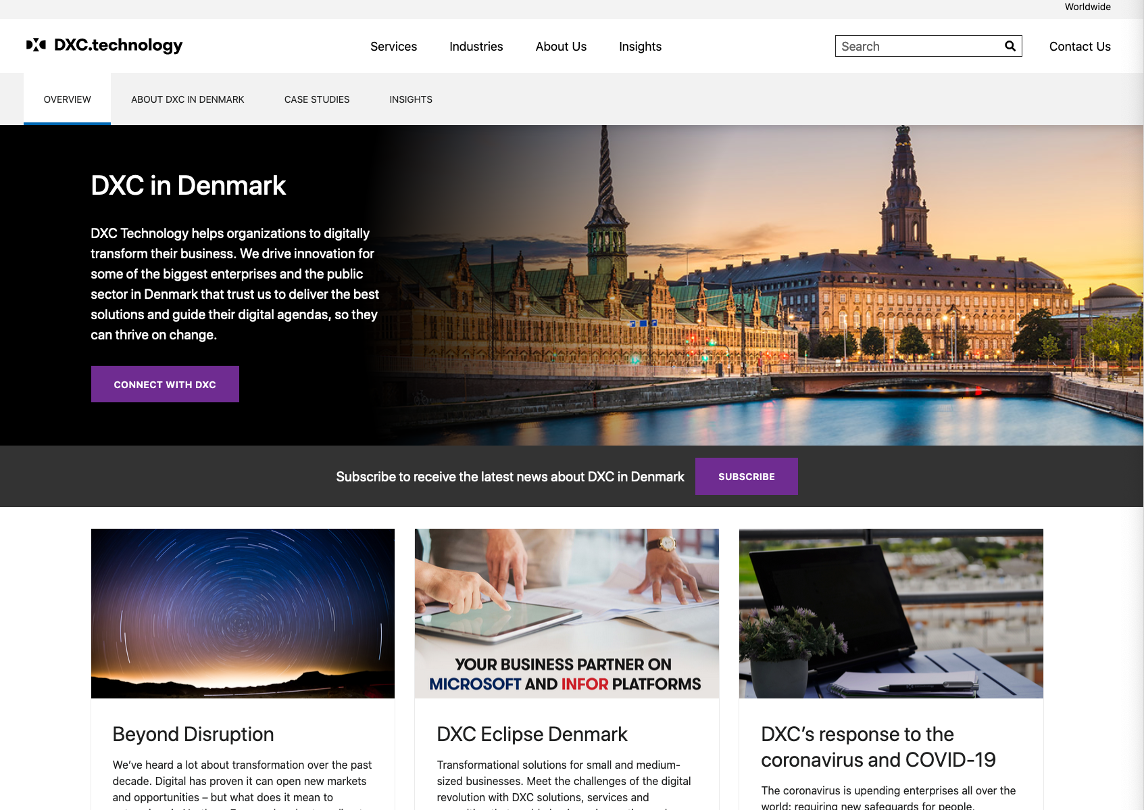 Worldwide
DXC.technology
Services
Industries
About Us
Insights
Search
Contact Us
OVERVIEW
ABOUT DXC IN DENMARK
CASE STUDIES
INSIGHTS
DXC in Denmark
DXC Technology helps organizations to digitally
transform their business. We drive innovation for
some of the biggest enterprises and the public
sector in Denmark that trust us to deliver the best
solutions and guide their digital agendas, so they
can thrive on change.
CONNECT WITH DXC
Subscribe to receive the latest news about DXC in Denmark
SUBSCRIBE
Beyond Disruption
We've heard a lot about transformation over the past
decade. Digital has proven it can open new markets
and opportunities – but what does it mean to
YOUR BUSINESS PARTNER ON
MICROSOFT AND INFOR PLATFORMS
DXC Eclipse Denmark
Transformational solutions for small and medium-
sized businesses. Meet the challenges of the digital
revolution with DXC solutions, services and
DXC's response to the
coronavirus and COVID-19
The coronavirus is upending enterprises all over the
world: requiring new safeguards for people,